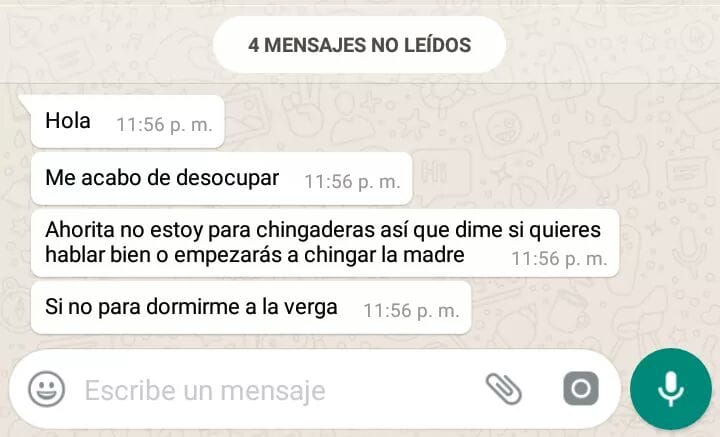 4 MENSAJES NO LEÍDOS
Hola 11:56 p. m.
Me acabo de desocupar 11:56 p. m.
Ahorita no estoy para chingaderas así que dime si quieres
hablar bien o empezarás a chingar la madre 11:56 p. m.
Si no para dormirme a la verga 11:56 p. m.
Escribe un mensaje